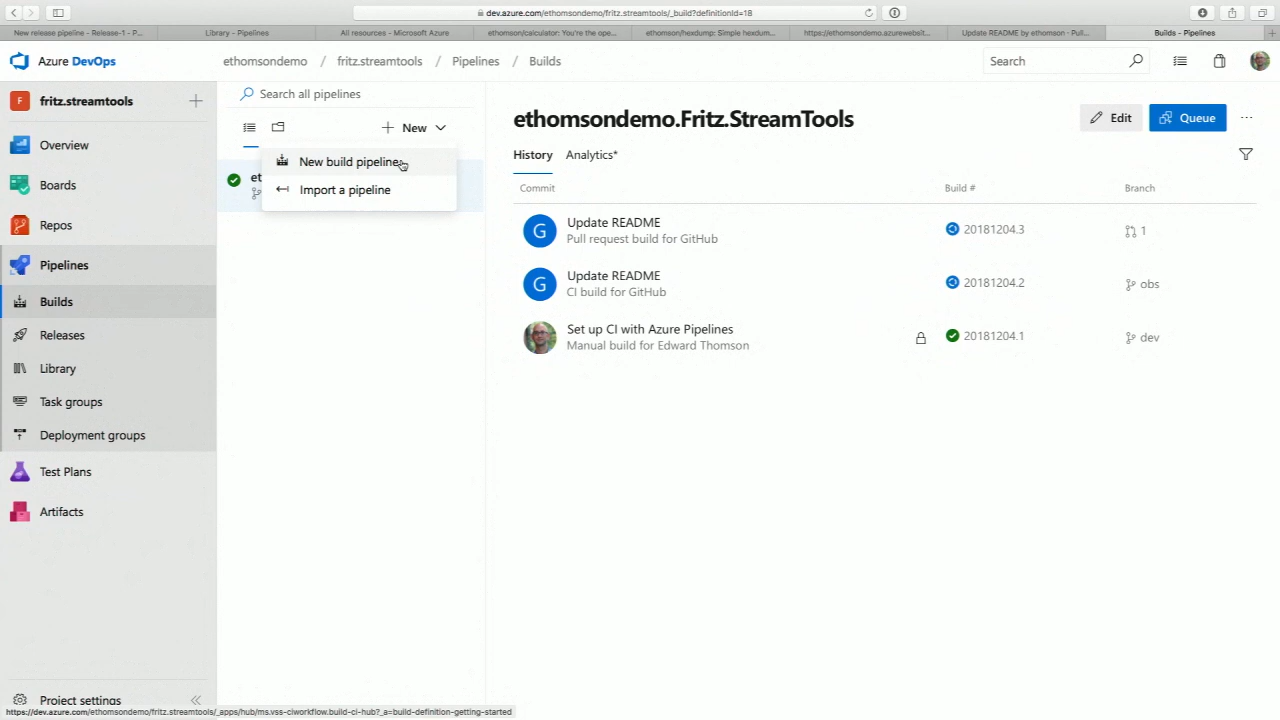 dev.azure.com/ethomsondemo/fritz.streamtools/_build?definitionId=18
New release pipeline - Release-1 - P...
Library - Pipelines
All resources - Microsoft Azure
ethomson/calculator: You're the ope...
ethomson/hexdump: Simple hexdum...
https://ethomsondemo.azurewebsit...
Update README by ethomson · Pull...
Builds - Pipelines
Azure DevOps
ethomsondemo / fritz.streamtools / Pipelines / Builds
Search
F
fritz.streamtools
Overview
Boards
Repos
Pipelines
Builds
Releases
Library
Task groups
Deployment groups
Test Plans
Artifacts
Project settings
Search all pipelines
New
New build pipeline
Import a pipeline
et
ethomsondemo.Fritz.StreamTools
Edit
Queue
...
History
Analytics*
Commit
Build #
Branch
G
Update README
Pull request build for GitHub
20181204.3
1
G
Update README
CI build for GitHub
20181204.2
obs
Set up CI with Azure Pipelines
Manual build for Edward Thomson
20181204.1
dev
https://dev.azure.com/ethomsondemo/fritz.streamtools/_apps/hub/ms.vss-ciworkflow.build-ci-hub?_a=build-definition-getting-started